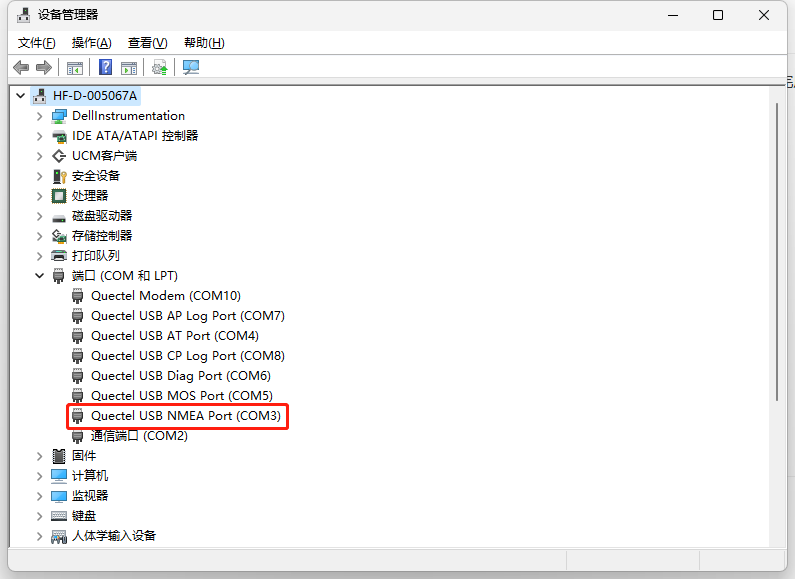 设备管理器
文件(F) 操作(A) 查看(V) 帮助(H)
HF-D-005067A
DellInstrumentation
IDE ATA/ATAPI 控制器
UCM客户端
安全设备
处理器
磁盘驱动器
存储控制器
打印队列
端口 (COM 和 LPT)
Quectel Modem (COM10)
Quectel USB AP Log Port (COM7)
Quectel USB AT Port (COM4)
Quectel USB CP Log Port (COM8)
Quectel USB Diag Port (COM6)
Quectel USB MOS Port (COM5)
Quectel USB NMEA Port (COM3)
通信端口 (COM2)
固件
计算机
监视器
键盘
人体学输入设备